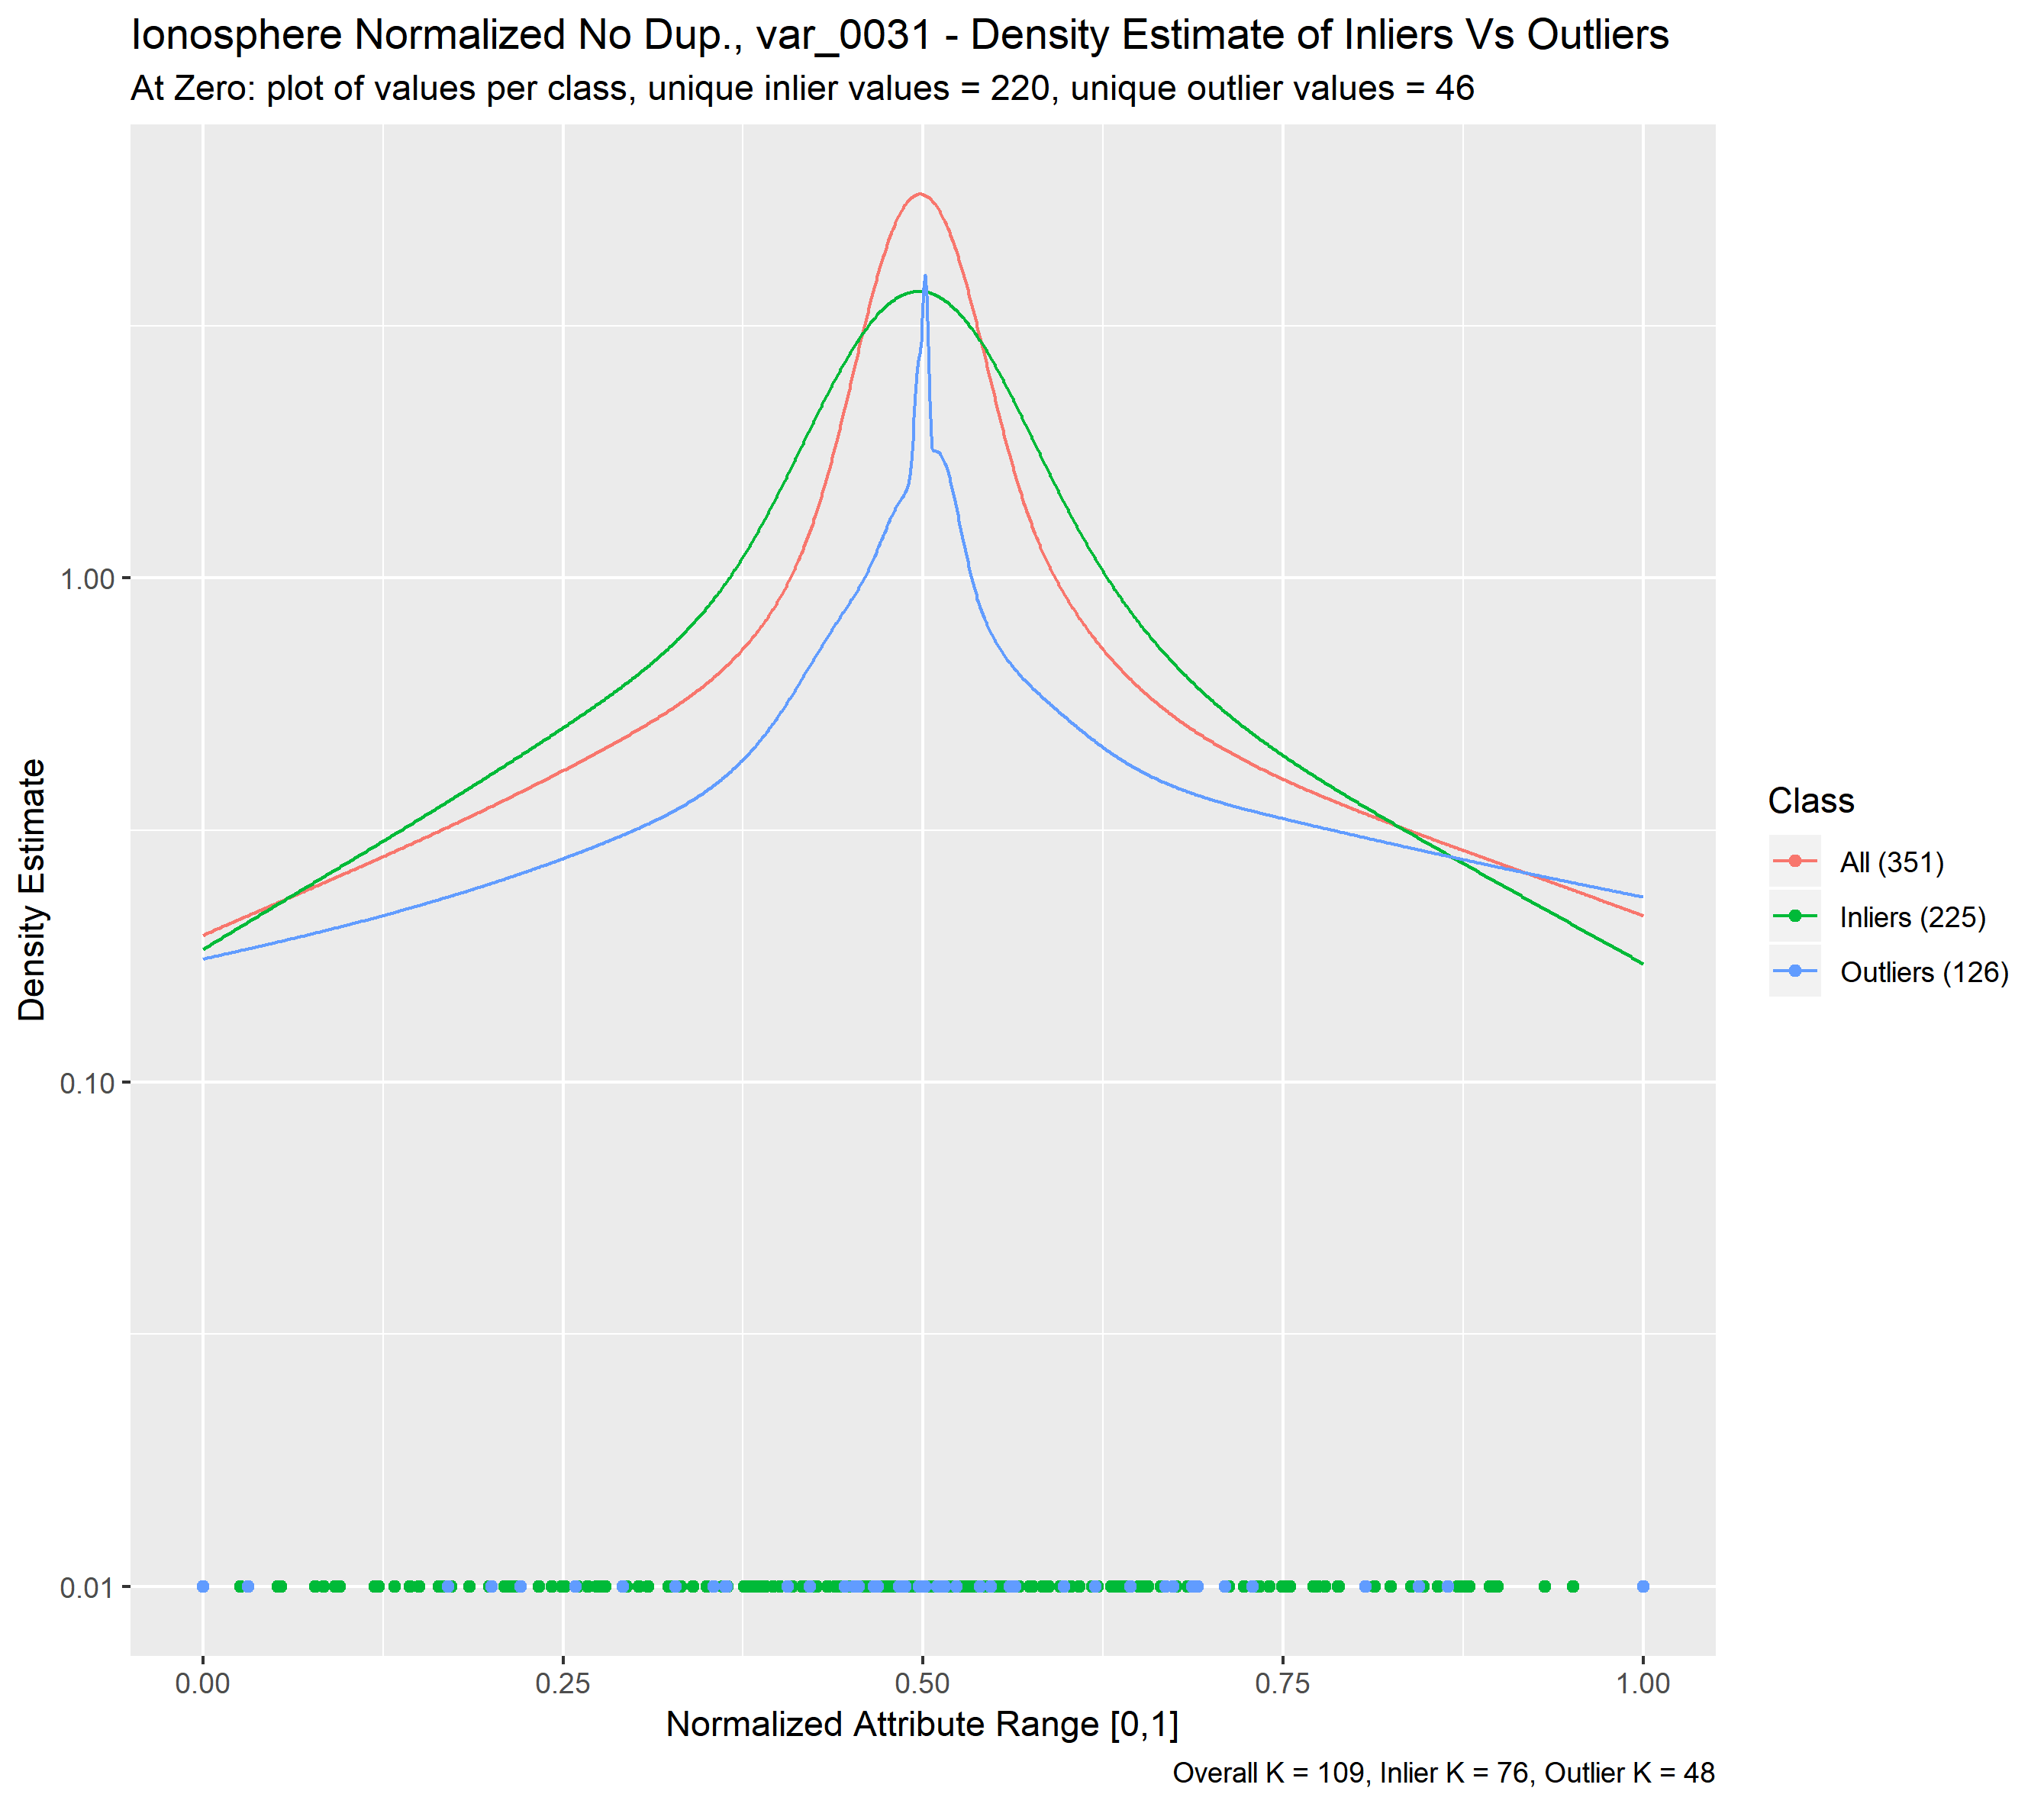 Ionosphere Normalized No Dup., var_0031 - Density Estimate of Inliers Vs Outliers
At Zero: plot of values per class, unique inlier values = 220, unique outlier values = 46
Density Estimate
1.00
0.10
0.01
0.00
0.25
0.50
0.75
1.00
Normalized Attribute Range [0,1]
Class
All (351)
Inliers (225)
Outliers (126)
Overall K = 109, Inlier K = 76, Outlier K = 48